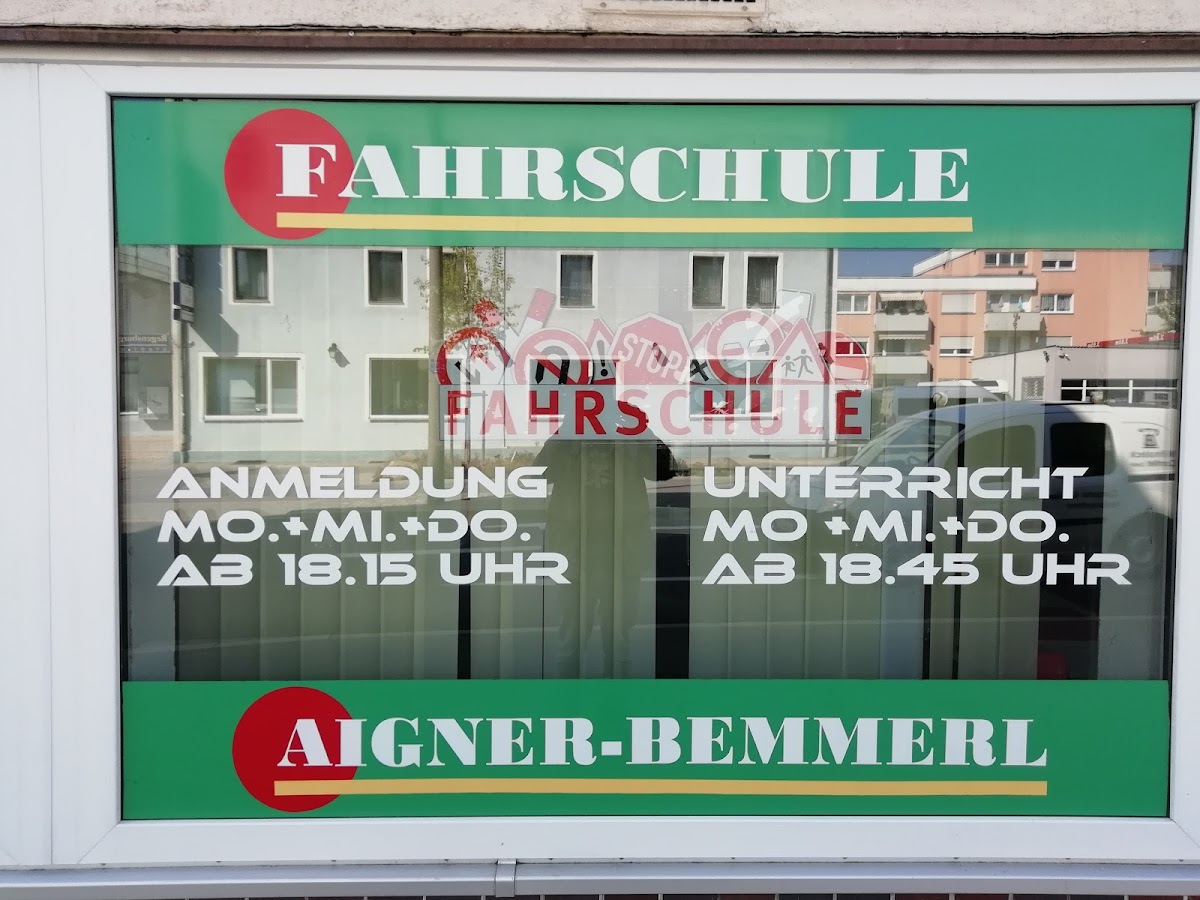 FAHRSCHULE
STOP
FAHRSCHULE
ANMELDUNG
MO.+MI.+DO.
AB 18.15 UHR
UNTERRICHT
MO +MI.+DO.
AB 18.45 UHR
AIGNER-BEMMERL